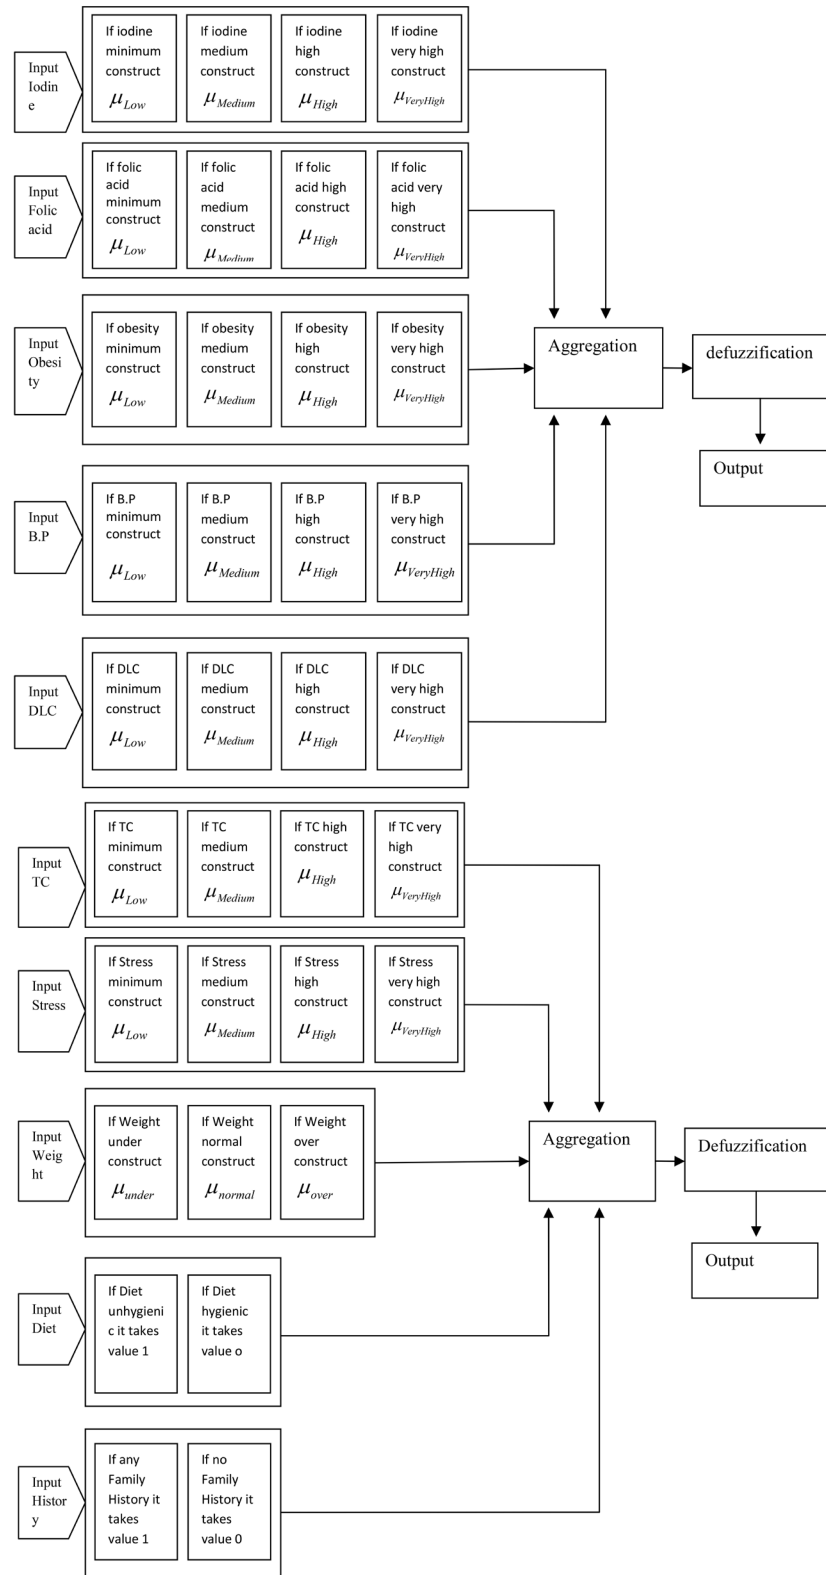 Input
Iodin
e
If iodine
minimum
construct
μLow
If iodine
medium
construct
μMedium
If iodine
high
construct
μHigh
If iodine
very high
construct
μVeryHigh
Input
Folic
acid
If folic
acid
minimum
construct
μLow
If folic
acid
medium
construct
μMedium
If folic
acid high
construct
μHigh
If folic
acid very
high
construct
μVeryHigh
Input
Obesi
ty
If obesity
minimum
construct
μLow
If obesity
medium
construct
μMedium
If obesity
high
construct
μHigh
If obesity
very high
construct
μVeryHigh
Aggregation
defuzzification
Output
Input
B.P
If B.P
minimum
construct
μLow
If B.P
medium
construct
μMedium
If B.P
high
construct
μHigh
If B.P
very high
construct
μVeryHigh
Input
DLC
If DLC
minimum
construct
μLow
If DLC
medium
construct
μMedium
If DLC
high
construct
μHigh
If DLC
very high
construct
μVeryHigh
Input
TC
If TC
minimum
construct
μLow
If TC
medium
construct
μMedium
If TC high
construct
μHigh
If TC very
high
construct
μVeryHigh
Input
Stress
If Stress
minimum
construct
μLow
If Stress
medium
construct
μMedium
If Stress
high
construct
μHigh
If Stress
very high
construct
μVeryHigh
Input
Weig
ht
If Weight
under
construct
μunder
If Weight
normal
construct
μnormal
If Weight
over
construct
μover
Aggregation
Defuzzification
Output
Input
Diet
If Diet
unhygieni
c it takes
value 1
If Diet
hygienic
it takes
value o
Input
Histor
y
If any
Family
History it
takes
value 1
If no
Family
History it
takes
value 0